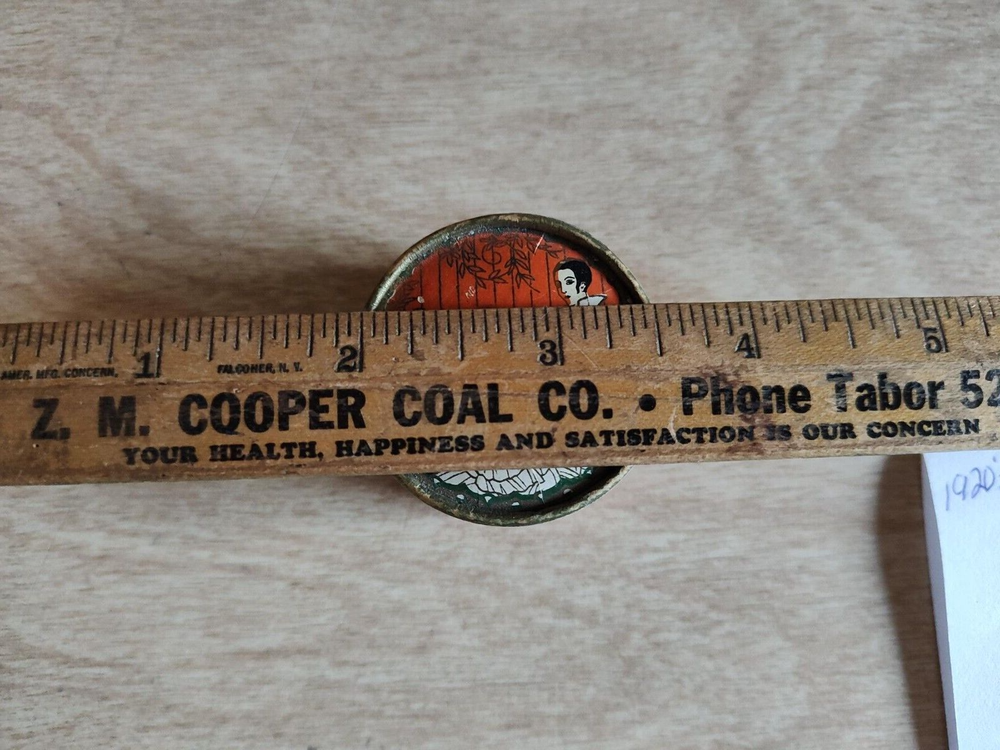 1 2 3 4 5
AMER. MFG. CONCERN, FALCONER, N. Y.
Z. M. COOPER COAL CO. • Phone Tabor 52
YOUR HEALTH, HAPPINESS AND SATISFACTION IS OUR CONCERN
1920's